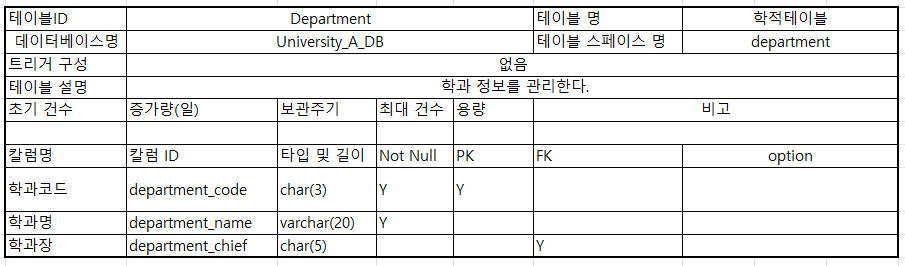 테이블ID Department 테이블 명 학적테이블
데이터베이스명 University_A_DB 테이블 스페이스 명 department
트리거 구성 없음
테이블 설명 학과 정보를 관리한다.
초기 건수 증가량(일) 보관주기 최대 건수 용량 비고
칼럼명 칼럼 ID 타입 및 길이 Not Null PK FK option
학과코드 department_code char(3) Y Y
학과명 department_name varchar(20) Y
학과장 department_chief char(5) Y